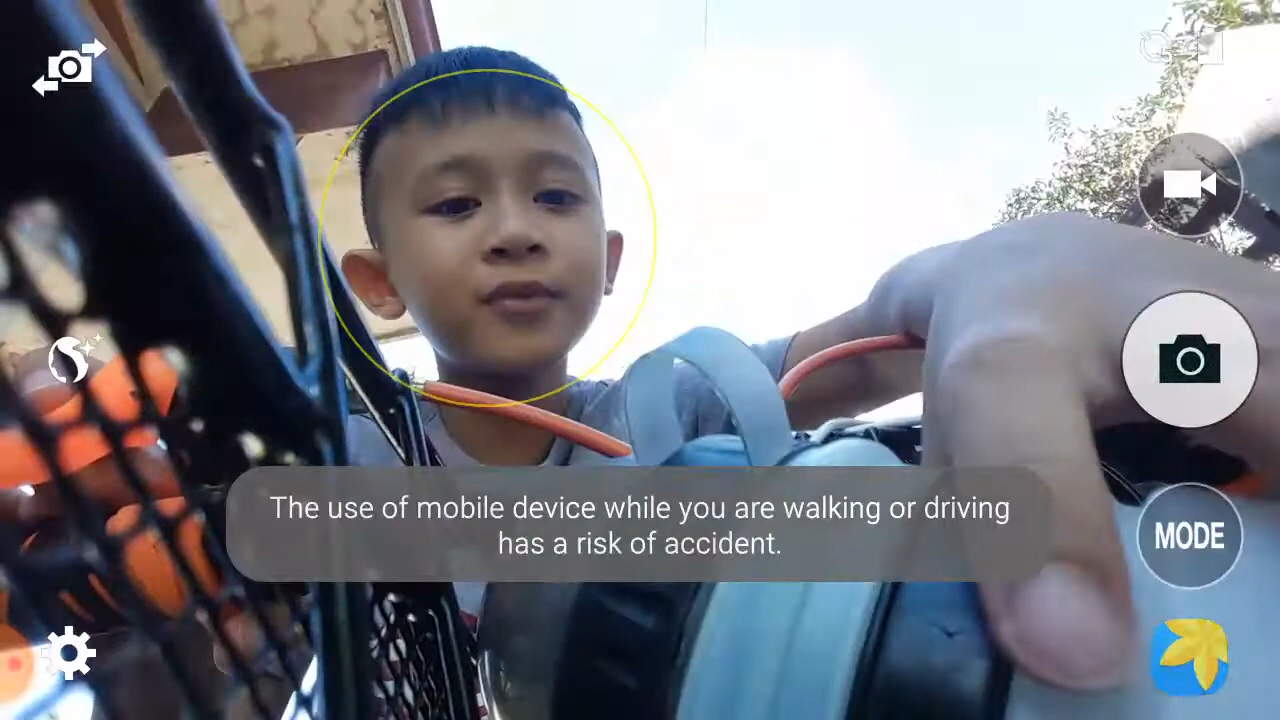 The use of mobile device while you are walking or driving
has a risk of accident.
MODE